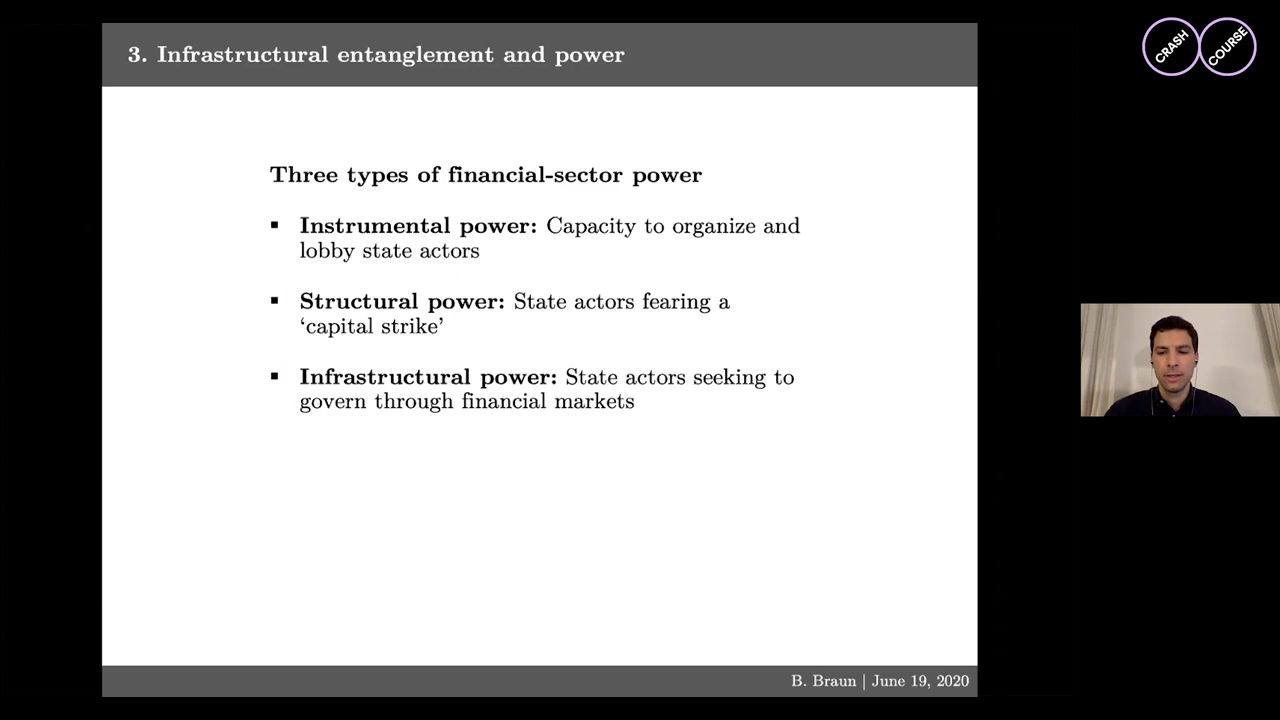 3. Infrastructural entanglement and power
CRASH COURSE
Three types of financial-sector power
▪ Instrumental power: Capacity to organize and
lobby state actors
▪ Structural power: State actors fearing a
‘capital strike’
▪ Infrastructural power: State actors seeking to
govern through financial markets
B. Braun | June 19, 2020